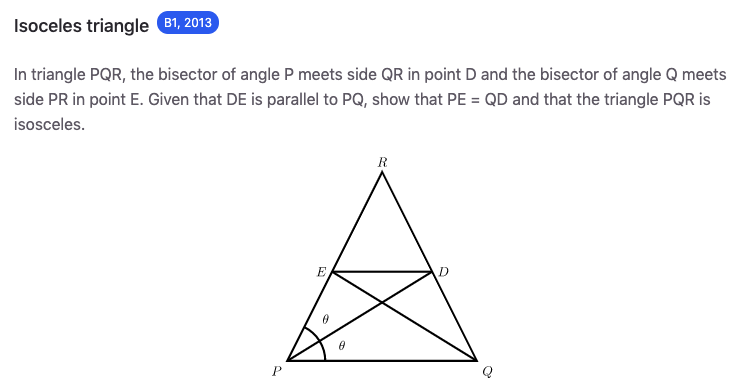 Isoceles triangle B1, 2013
In triangle PQR, the bisector of angle P meets side QR in point D and the bisector of angle Q meets
side PR in point E. Given that DE is parallel to PQ, show that PE = QD and that the triangle PQR is
isosceles.
R
E D
θ
θ
P Q